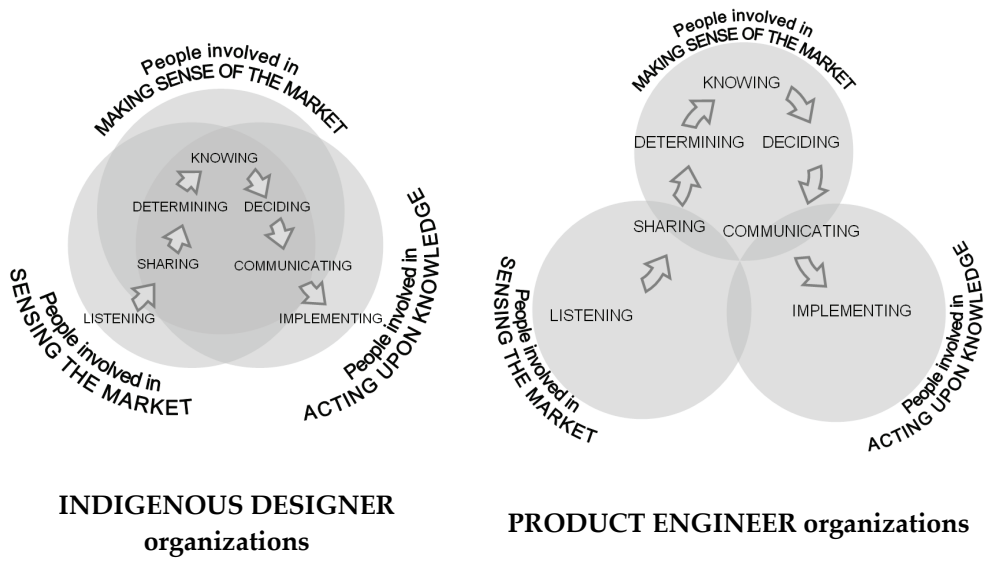 People involved in
MAKING SENSE OF THE MARKET
KNOWING
DETERMINING
DECIDING
SHARING
COMMUNICATING
LISTENING
IMPLEMENTING
People involved in
SENSING THE MARKET
People involved in
ACTING UPON KNOWLEDGE
INDIGENOUS DESIGNER
organizations
People involved in
MAKING SENSE OF THE MARKET
KNOWING
DETERMINING
DECIDING
SHARING
COMMUNICATING
LISTENING
IMPLEMENTING
People involved in
SENSING THE MARKET
People involved in
ACTING UPON KNOWLEDGE
PRODUCT ENGINEER organizations